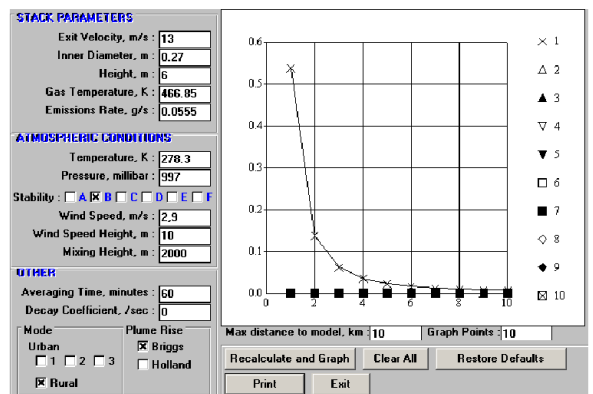 STACK PARAMETERS
Exit Velocity, m/s : 13
Inner Diameter, m : 0.27
Height, m : 6
Gas Temperature, K : 466.85
Emissions Rate, g/s : 0.0555
ATMOSPHERIC CONDITIONS
Temperature, K : 278.3
Pressure, millibar : 997
Stability : A B C D E F
Wind Speed, m/s : 2,9
Wind Speed Height, m : 10
Mixing Height, m : 2000
OTHER
Averaging Time, minutes : 60
Decay Coefficient, /sec : 0
Mode
Urban
1 2 3
Rural
Plume Rise
Briggs
Holland
0.6
0.5
0.4
0.3
0.2
0.1
0.0
0 2 4 6 8 10
1
2
3
4
5
6
7
8
9
10
Max distance to model, km : 10
Graph Points : 10
Recalculate and Graph
Clear All
Restore Defaults
Print
Exit